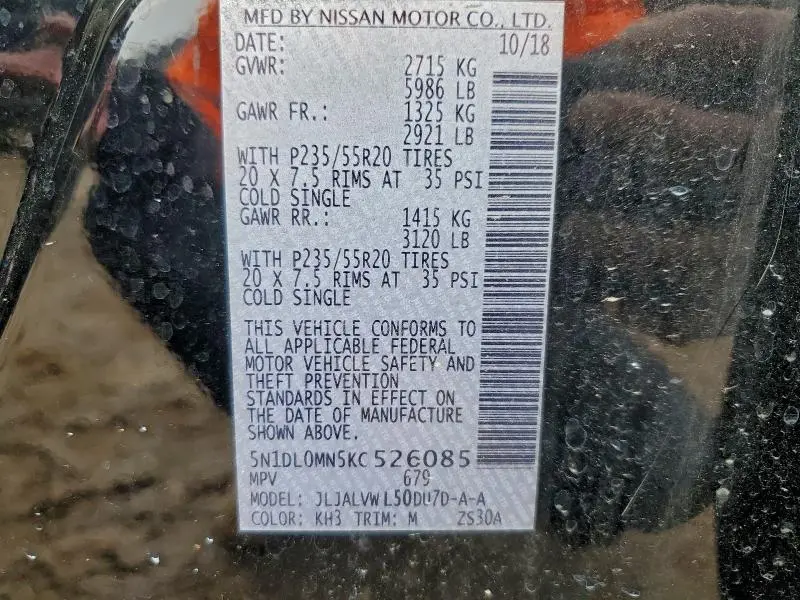 MFD BY NISSAN MOTOR CO., LTD.
DATE: 10/18
GVWR: 2715 KG
5986 LB
GAWR FR.: 1325 KG
2921 LB
WITH P235/55R20 TIRES
20 X 7.5 RIMS AT 35 PSI
COLD SINGLE
GAWR RR.: 1415 KG
3120 LB
WITH P235/55R20 TIRES
20 X 7.5 RIMS AT 35 PSI
COLD SINGLE
THIS VEHICLE CONFORMS TO
ALL APPLICABLE FEDERAL
MOTOR VEHICLE SAFETY AND
THEFT PREVENTION
STANDARDS IN EFFECT ON
THE DATE OF MANUFACTURE
SHOWN ABOVE.
5N1DL0MN5KC526085
MPV 679
MODEL: JLJALVWL50DU7D-A-A
COLOR: KH3 TRIM: M ZS30A